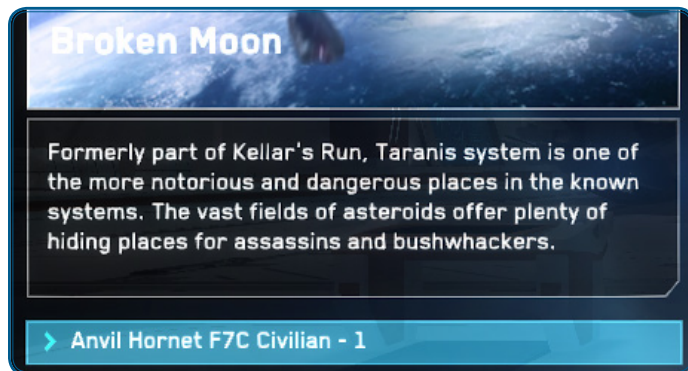 Broken Moon
Formerly part of Kellar's Run, Taranis system is one of
the more notorious and dangerous places in the known
systems. The vast fields of asteroids offer plenty of
hiding places for assassins and bushwhackers.
Anvil Hornet F7C Civilian - 1